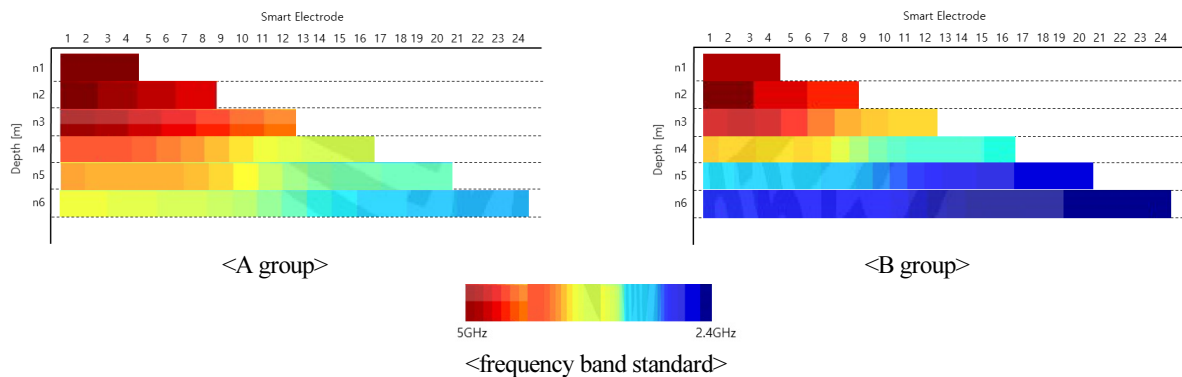 Smart Electrode
1 2 3 4 5 6 7 8 9 10 11 12 13 14 15 16 17 18 19 20 21 22 23 24
Depth [m]
n1
n2
n3
n4
n5
n6
<A group>
Smart Electrode
1 2 3 4 5 6 7 8 9 10 11 12 13 14 15 16 17 18 19 20 21 22 23 24
Depth [m]
n1
n2
n3
n4
n5
n6
<B group>
5GHz 2.4GHz
<frequency band standard>